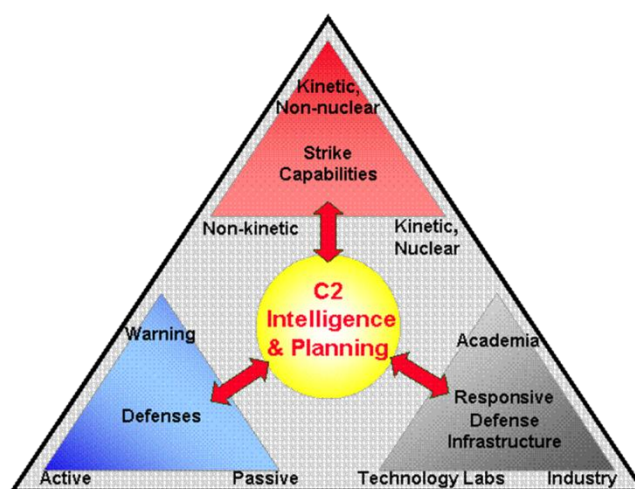 Kinetic,
Non-nuclear
Strike
Capabilities
Non-kinetic
Kinetic,
Nuclear
C2
Intelligence
& Planning
Warning
Defenses
Active
Passive
Academia
Responsive
Defense
Infrastructure
Technology Labs
Industry